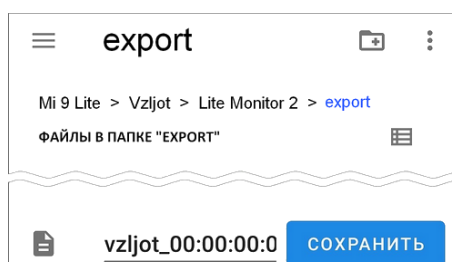 export
Mi 9 Lite > Vzljot > Lite Monitor 2 > export
ФАЙЛЫ В ПАПКЕ "EXPORT"
vzljot_00:00:00:0 СОХРАНИТЬ